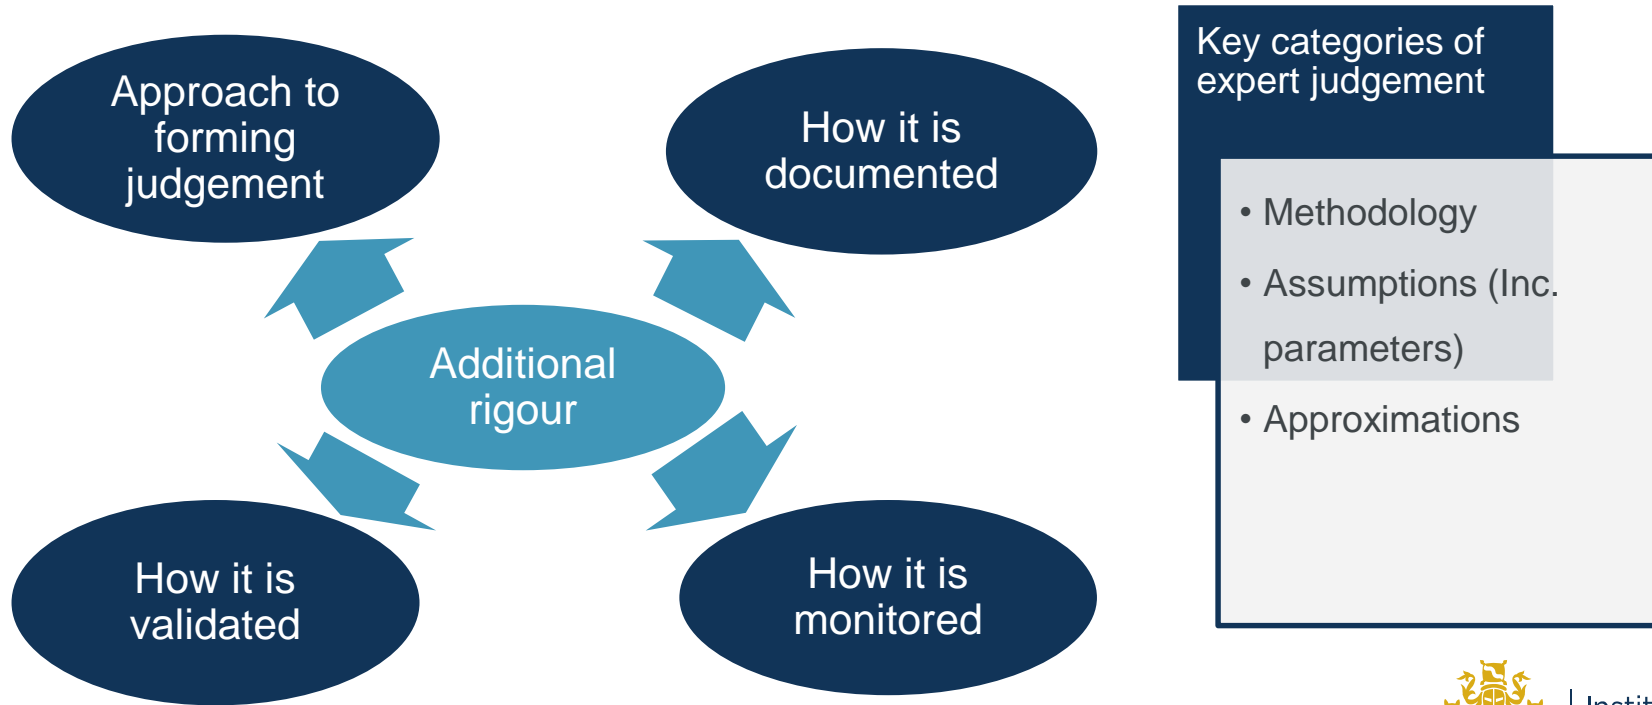 Approach to
forming
judgement
How it is
documented
Additional
rigour
How it is
validated
How it is
monitored
Key categories of
expert judgement
• Methodology
• Assumptions (Inc.
parameters)
• Approximations